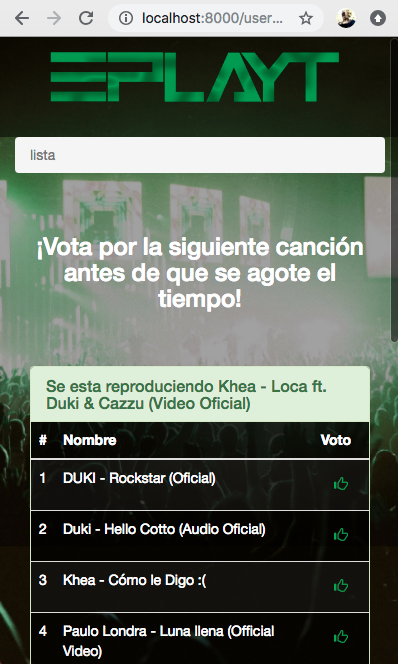 localhost:8000/user...
EPLAYT
lista
¡Vota por la siguiente canción
antes de que se agote el
tiempo!
Se esta reproduciendo Khea - Loca ft.
Duki & Cazzu (Video Oficial)
# Nombre Voto
1 DUKI - Rockstar (Oficial)
2 Duki - Hello Cotto (Audio Oficial)
3 Khea - Cómo le Digo :(
4 Paulo Londra - Luna llena (Official
Video)